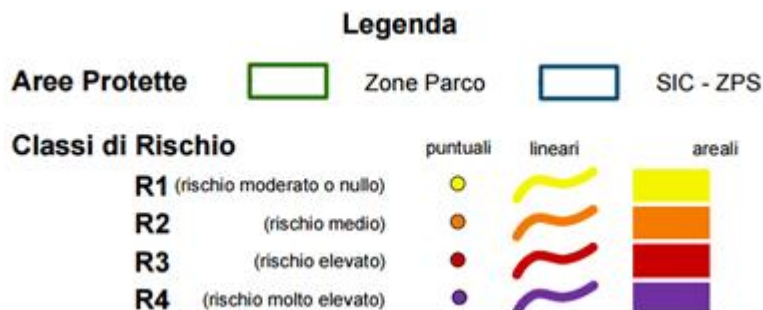 Legenda
Aree Protette Zone Parco SIC - ZPS
Classi di Rischio puntuali lineari areali
R1 (rischio moderato o nullo)
R2 (rischio medio)
R3 (rischio elevato)
R4 (rischio molto elevato)